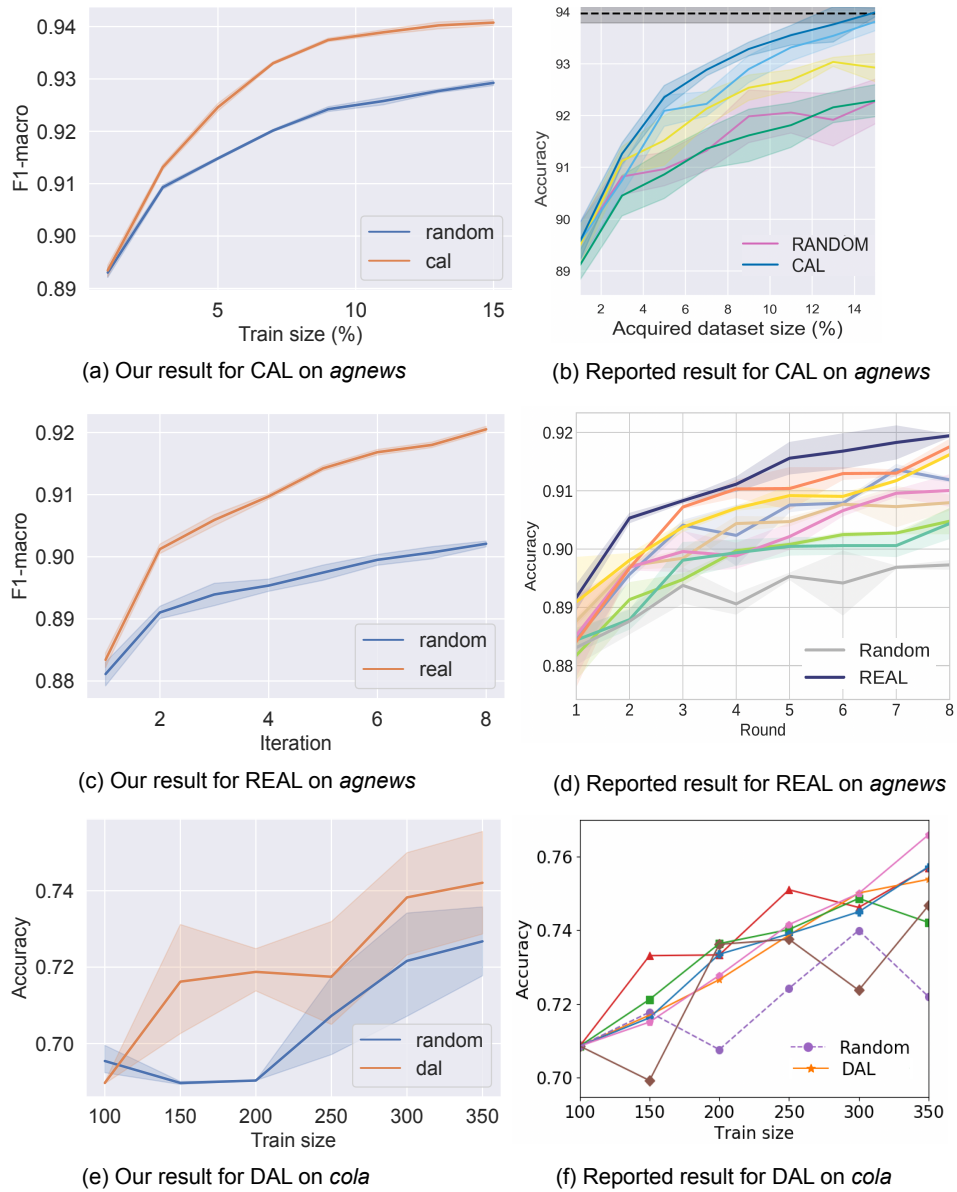 0.94
0.93
0.92
0.91
0.90
0.89
F1-macro
random
cal
5
10
15
Train size (%)
(a) Our result for CAL on agnews
94
93
92
91
90
89
Accuracy
RANDOM
CAL
2
4
6
8
10
12
14
Acquired dataset size (%)
(b) Reported result for CAL on agnews
0.92
0.91
0.90
0.89
0.88
F1-macro
random
real
2
4
6
8
Iteration
(c) Our result for REAL on agnews
0.92
0.91
0.90
0.89
0.88
Accuracy
Random
REAL
1
2
3
4
5
6
7
8
Round
(d) Reported result for REAL on agnews
0.74
0.72
0.70
Accuracy
random
dal
100
150
200
250
300
350
Train size
(e) Our result for DAL on cola
0.76
0.74
0.72
0.70
Accuracy
Random
DAL
100
150
200
250
300
350
Train size
(f) Reported result for DAL on cola